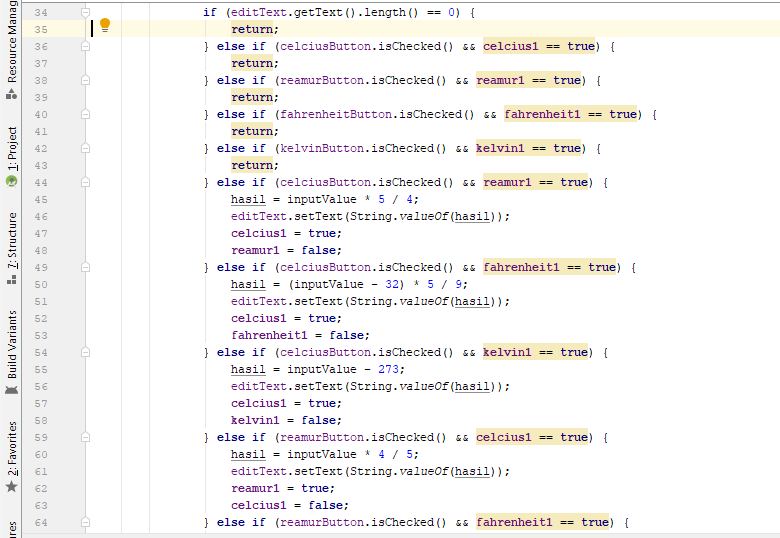 Resource Manag
1: Project
7: Structure
Build Variants
2: Favorites
ures
34 if (editText.getText().length() == 0) {
35 return;
36 } else if (celciusButton.isChecked() && celcius1 == true) {
37 return;
38 } else if (reamurButton.isChecked() && reamur1 == true) {
39 return;
40 } else if (fahrenheitButton.isChecked() && fahrenheit1 == true) {
41 return;
42 } else if (kelvinButton.isChecked() && kelvin1 == true) {
43 return;
44 } else if (celciusButton.isChecked() && reamur1 == true) {
45 hasil = inputValue * 5 / 4;
46 editText.setText(String.valueOf(hasil));
47 celcius1 = true;
48 reamur1 = false;
49 } else if (celciusButton.isChecked() && fahrenheit1 == true) {
50 hasil = (inputValue - 32) * 5 / 9;
51 editText.setText(String.valueOf(hasil));
52 celcius1 = true;
53 fahrenheit1 = false;
54 } else if (celciusButton.isChecked() && kelvin1 == true) {
55 hasil = inputValue - 273;
56 editText.setText(String.valueOf(hasil));
57 celcius1 = true;
58 kelvin1 = false;
59 } else if (reamurButton.isChecked() && celcius1 == true) {
60 hasil = inputValue * 4 / 5;
61 editText.setText(String.valueOf(hasil));
62 reamur1 = true;
63 celcius1 = false;
64 } else if (reamurButton.isChecked() && fahrenheit1 == true) {